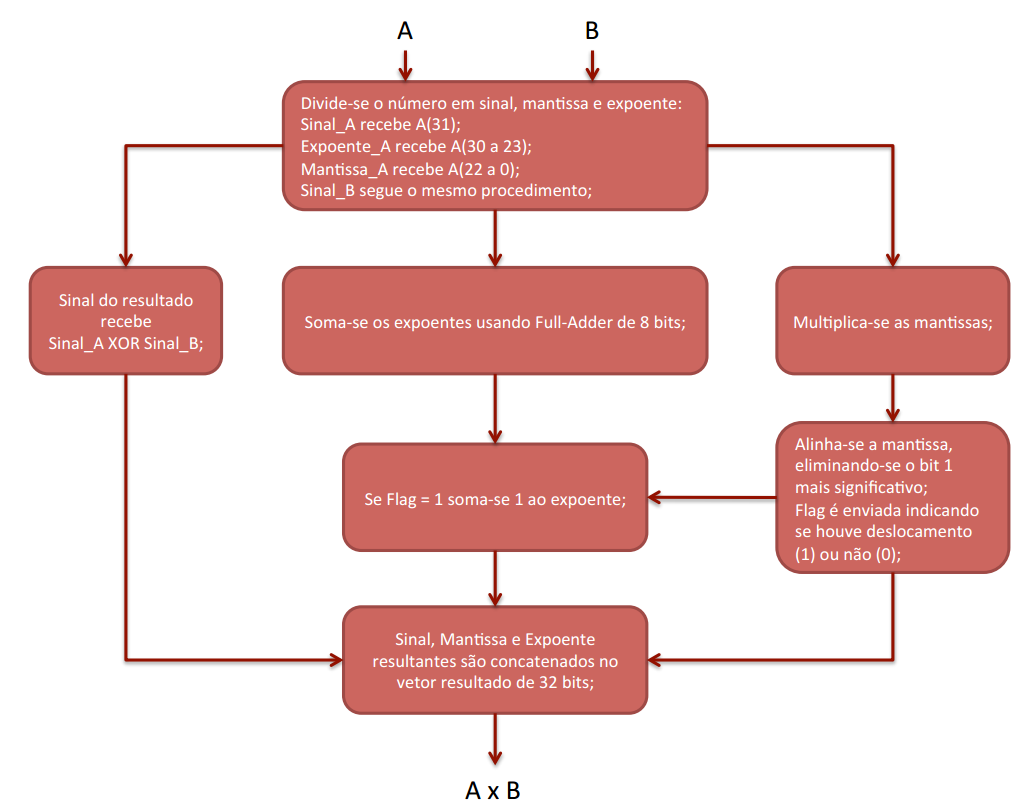 A
B
Divide-se o número em sinal, mantissa e expoente:
Sinal_A recebe A(31);
Expoente_A recebe A(30 a 23);
Mantissa_A recebe A(22 a 0);
Sinal_B segue o mesmo procedimento;
Sinal do resultado
recebe
Sinal_A XOR Sinal_B;
Soma-se os expoentes usando Full-Adder de 8 bits;
Multiplica-se as mantissas;
Alinha-se a mantissa,
eliminando-se o bit 1
mais significativo;
Flag é enviada indicando
se houve deslocamento
(1) ou não (0);
Se Flag = 1 soma-se 1 ao expoente;
Sinal, Mantissa e Expoente
resultantes são concatenados no
vetor resultado de 32 bits;
A x B